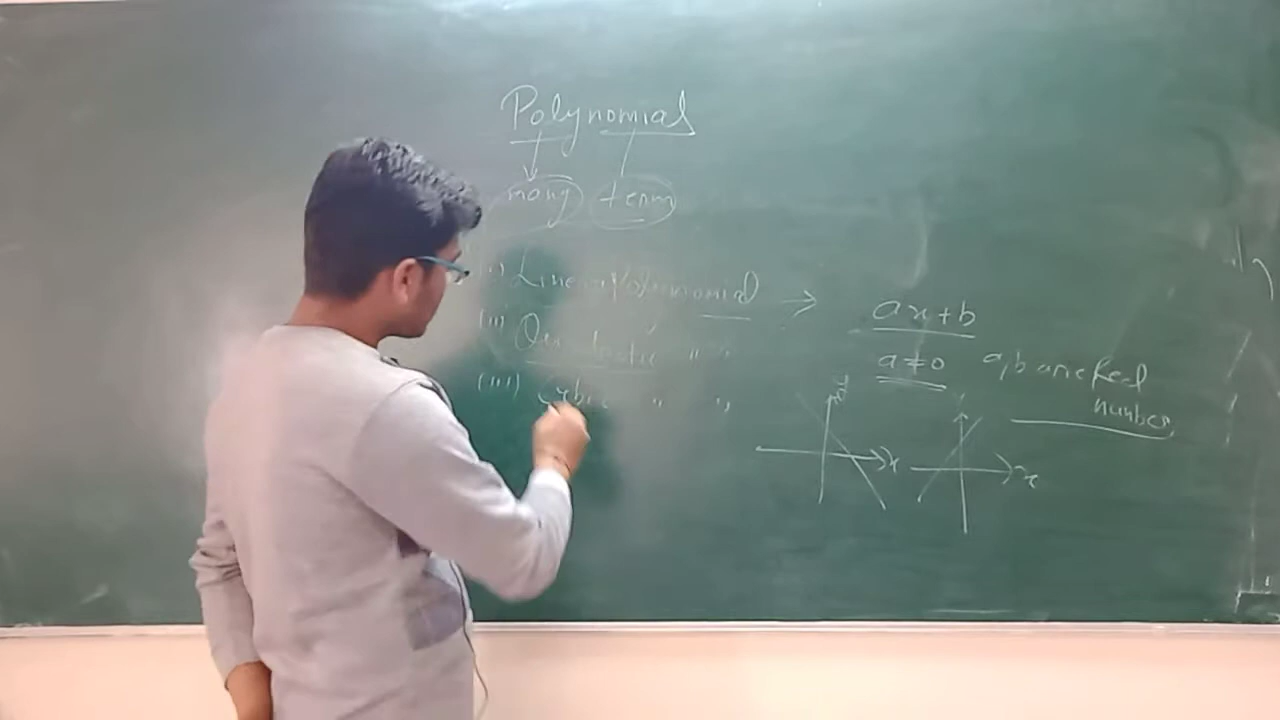 Polynomial
many term
(i) Linear Polynomial → ax+b
(ii) Quadratic " "
a≠0 a,b are Real
number
(iii) Cubic " "
x
x